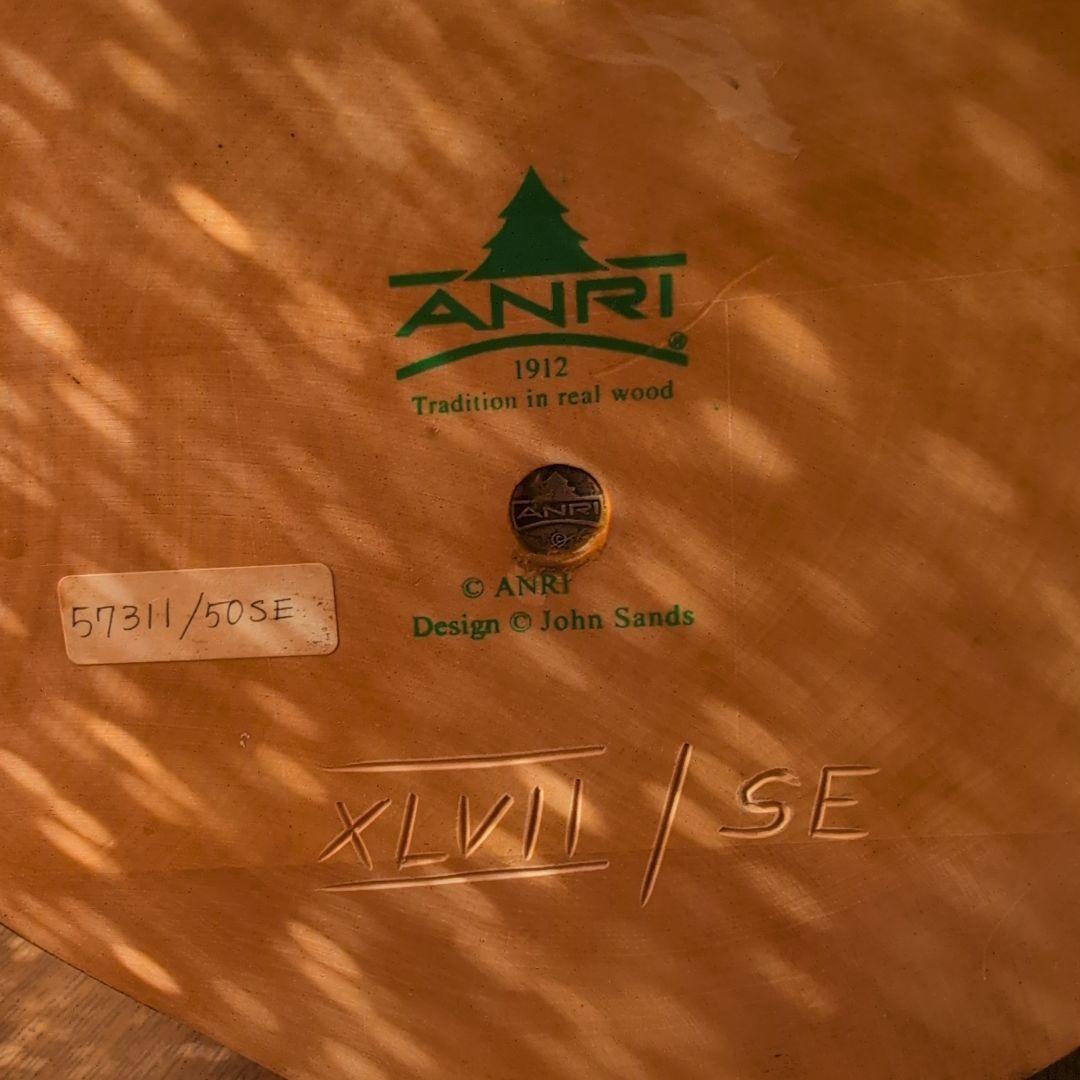 ANRI ®
1912
Tradition in real wood
ANRI
©
© ANRI
Design © John Sands
57311/50SE
XLVII / SE